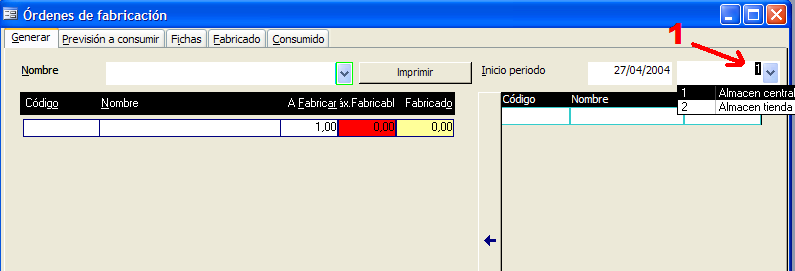 Órdenes de fabricación
Generar Previsión a consumir Fichas Fabricado Consumido
1
Nombre Imprimir Inicio periodo 27/04/2004 1
1 Almacen central
2 Almacen tienda
Código Nombre A Fabricar áx.Fabricabl Fabricado
Código Nombre
1,00 0,00 0,00